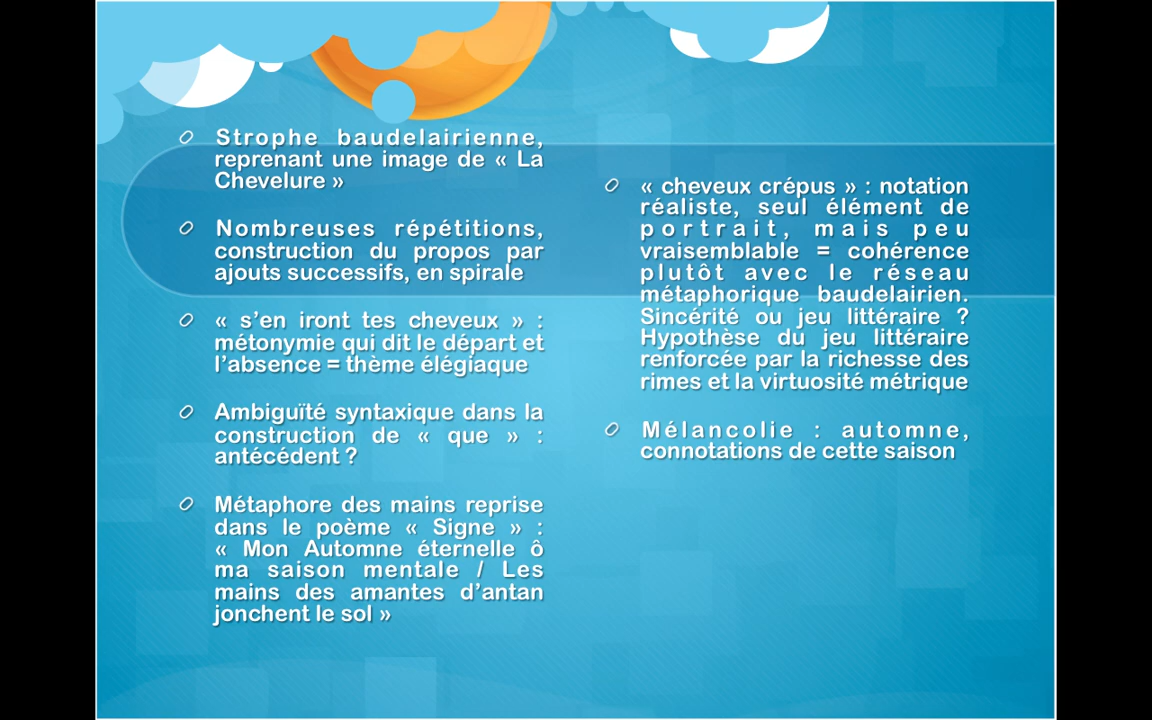 Strophe baudelairienne,
reprenant une image de « La
Chevelure »
Nombreuses répétitions,
construction du propos par
ajouts successifs, en spirale
« s’en iront tes cheveux » :
métonymie qui dit le départ et
l’absence = thème élégiaque
Ambiguïté syntaxique dans la
construction de « que » :
antécédent ?
Métaphore des mains reprise
dans le poème « Signe » :
« Mon Automne éternelle ô
ma saison mentale / Les
mains des amantes d’antan
jonchent le sol »
« cheveux crépus » : notation
réaliste, seul élément de
portrait, mais peu
vraisemblable = cohérence
plutôt avec le réseau
métaphorique baudelairien.
Sincérité ou jeu littéraire ?
Hypothèse du jeu littéraire
renforcée par la richesse des
rimes et la virtuosité métrique
Mélancolie : automne,
connotations de cette saison